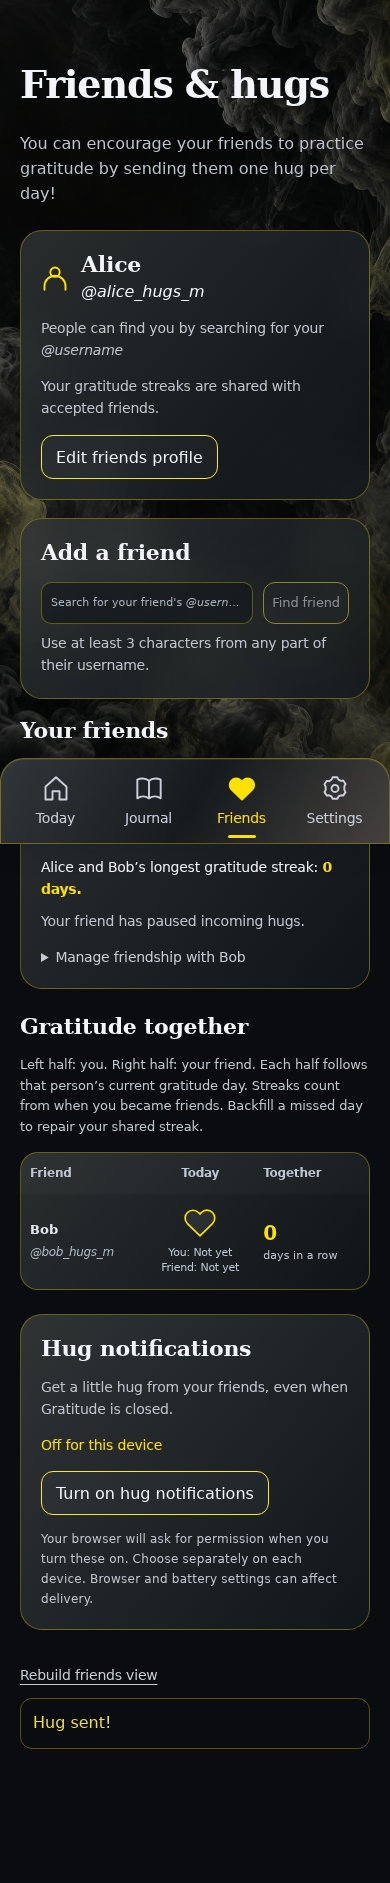 Friends & hugs
You can encourage your friends to practice
gratitude by sending them one hug per
day!
Alice
@alice_hugs_m
People can find you by searching for your
@username
Your gratitude streaks are shared with
accepted friends.
Edit friends profile
Add a friend
Search for your friend's @usern...
Find friend
Use at least 3 characters from any part of
their username.
Your friends
Today
Journal
Friends
Settings
Alice and Bob’s longest gratitude streak: 0
days.
Your friend has paused incoming hugs.
▶ Manage friendship with Bob
Gratitude together
Left half: you. Right half: your friend. Each half follows
that person’s current gratitude day. Streaks count
from when you became friends. Backfill a missed day
to repair your shared streak.
Friend Today Together
Bob
@bob_hugs_m
You: Not yet
Friend: Not yet
0
days in a row
Hug notifications
Get a little hug from your friends, even when
Gratitude is closed.
Off for this device
Turn on hug notifications
Your browser will ask for permission when you
turn these on. Choose separately on each
device. Browser and battery settings can affect
delivery.
Rebuild friends view
Hug sent!